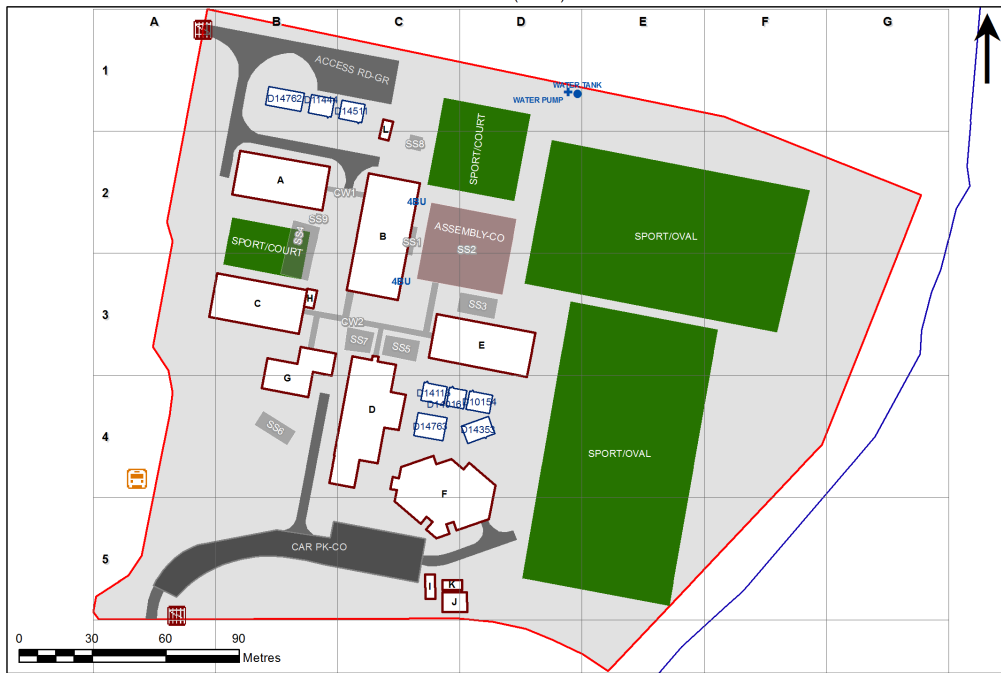 A B C D E F G
1
ACCESS RD-GR
WATER TANK
WATER PUMP
D14762
D11444
D14511
L
SS8
SPORT/COURT
2
A
CW1
4BU
B
SS9
SS4
SPORT/COURT
SS1
ASSEMBLY-CO
SS2
SPORT/OVAL
4BU
3
C
H
SS3
CW2
SS7
SS5
E
G
D14115
D14016
D10154
D
D14763
D14353
4
SS6
SPORT/OVAL
F
5
CAR PK-CO
I
K
J
0 30 60 90
Metres